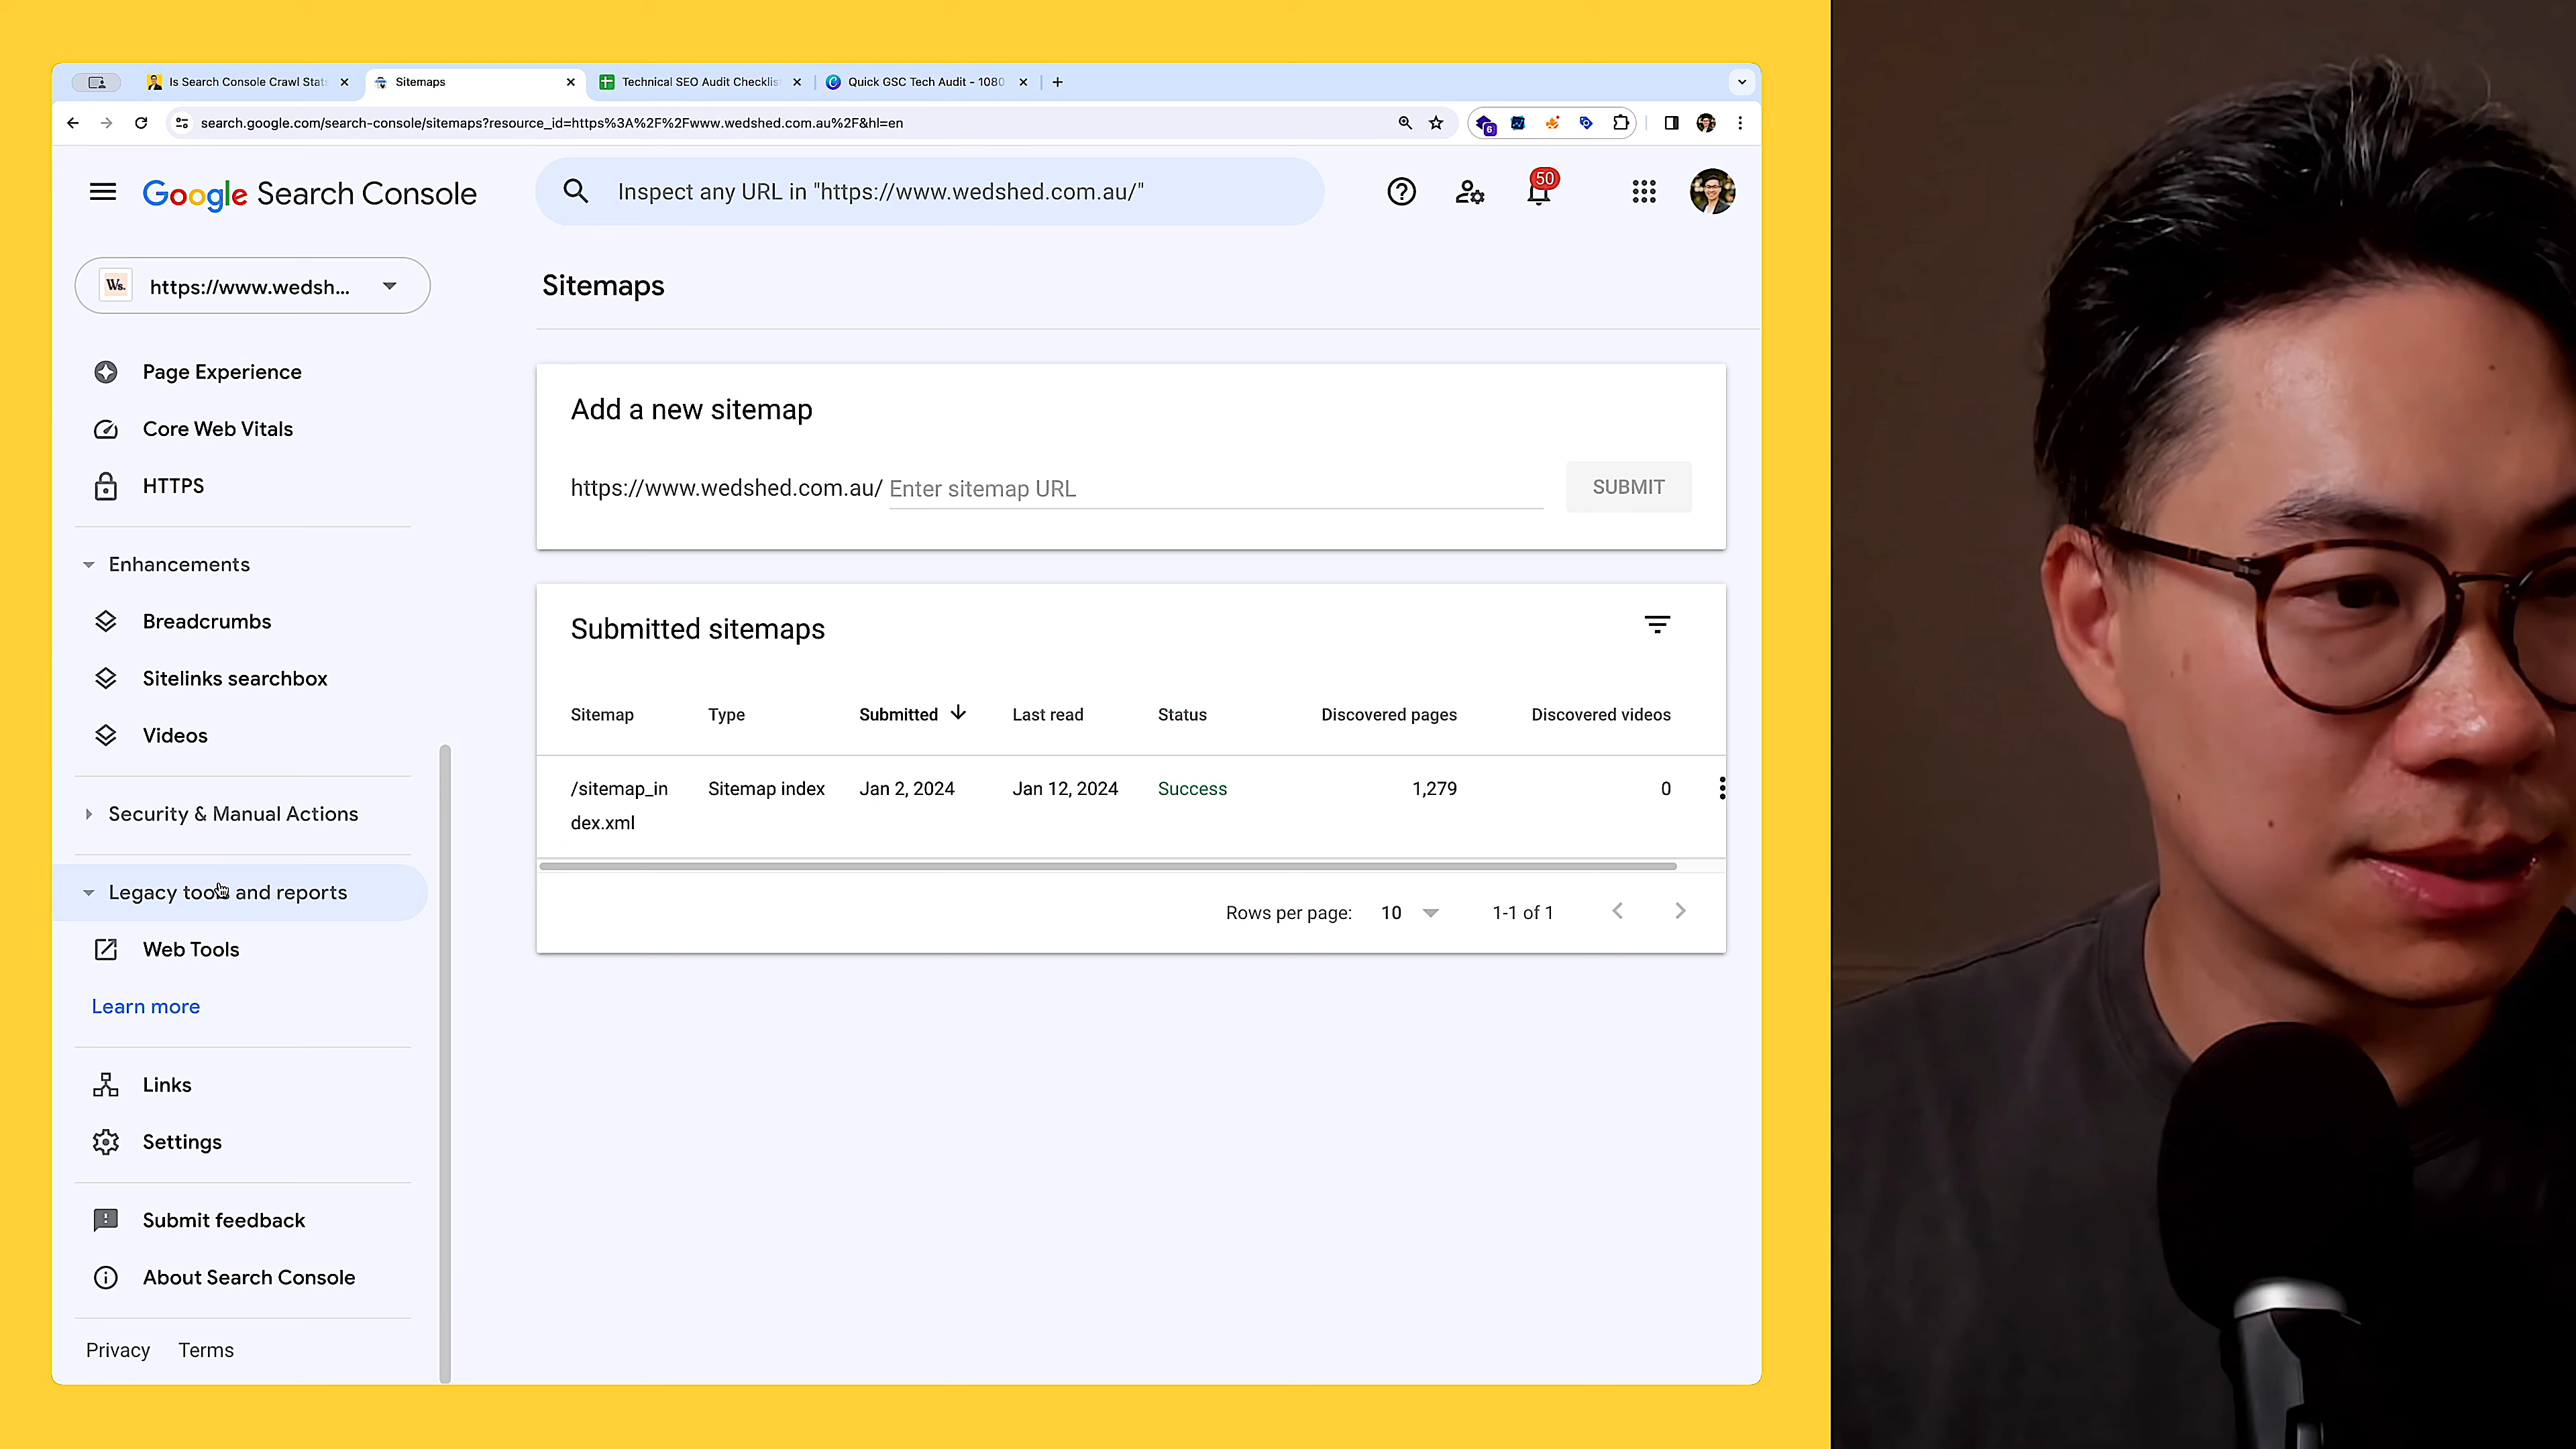 Is Search Console Crawl Stat
Sitemaps
Technical SEO Audit Checklis
Quick GSC Tech Audit - 1080
search.google.com/search-console/sitemaps?resource_id=https%3A%2F%2Fwww.wedshed.com.au%2F&hl=en
6
Google Search Console
Inspect any URL in "https://www.wedshed.com.au/"
50
Ws.
https://www.wedsh...
Sitemaps
Page Experience
Core Web Vitals
HTTPS
Enhancements
Breadcrumbs
Sitelinks searchbox
Videos
Security & Manual Actions
Legacy tools and reports
Web Tools
Learn more
Links
Settings
Submit feedback
About Search Console
Privacy Terms
Add a new sitemap
https://www.wedshed.com.au/ Enter sitemap URL
SUBMIT
Submitted sitemaps
Sitemap Type Submitted Last read Status Discovered pages Discovered videos
/sitemap_in Sitemap index Jan 2, 2024 Jan 12, 2024 Success 1,279 0
dex.xml
Rows per page: 10 1-1 of 1